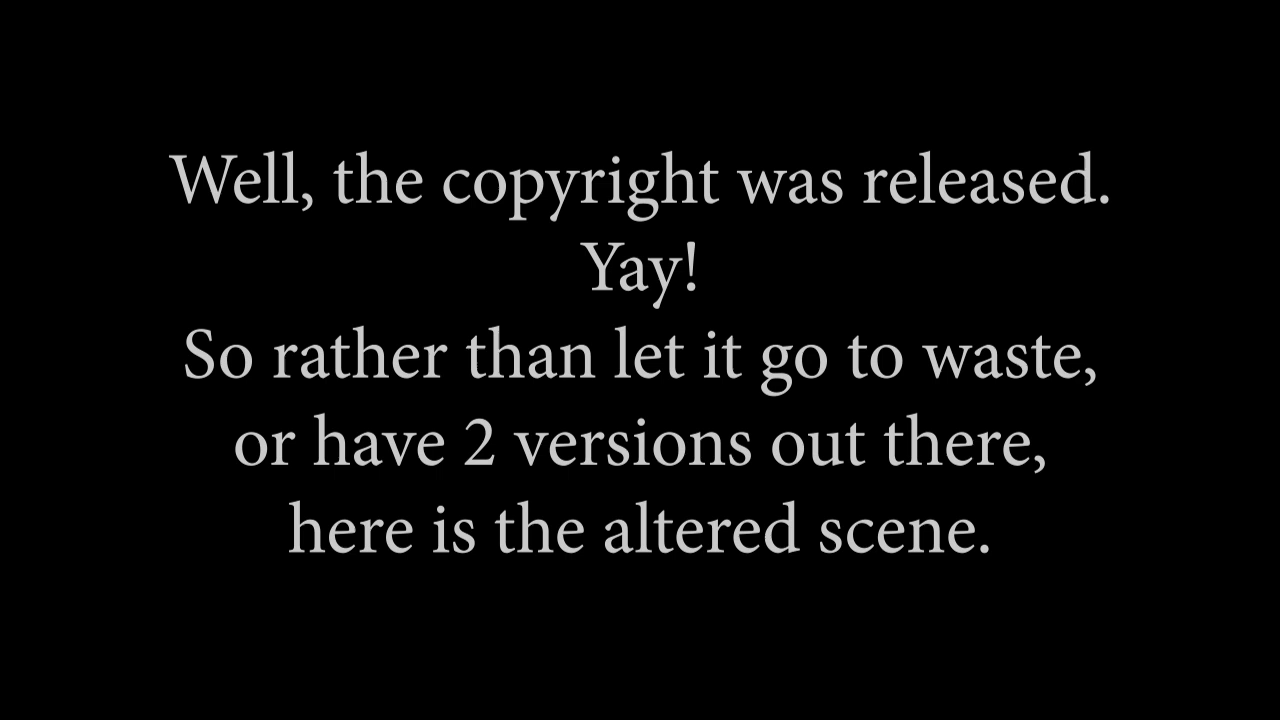 Well, the copyright was released.
Yay!
So rather than let it go to waste,
or have 2 versions out there,
here is the altered scene.